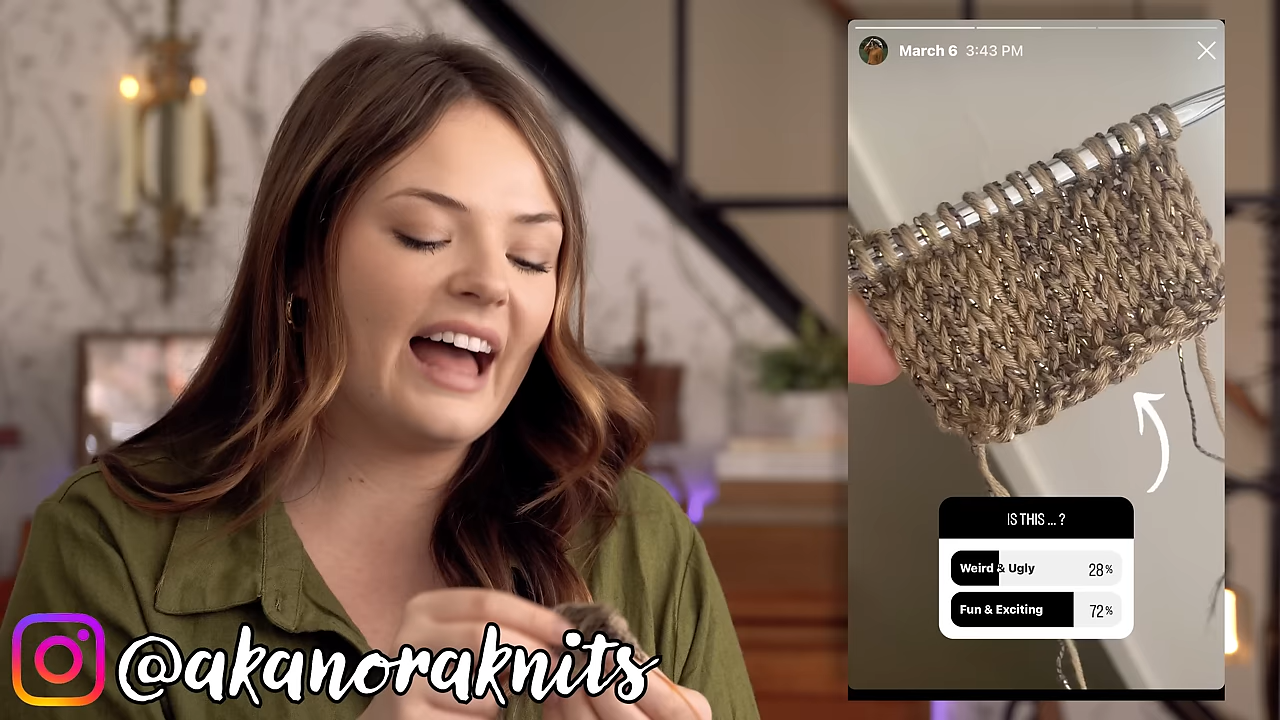 March 6 3:43 PM
IS THIS ... ?
Weird & Ugly 28%
Fun & Exciting 72%
@akanoraknits